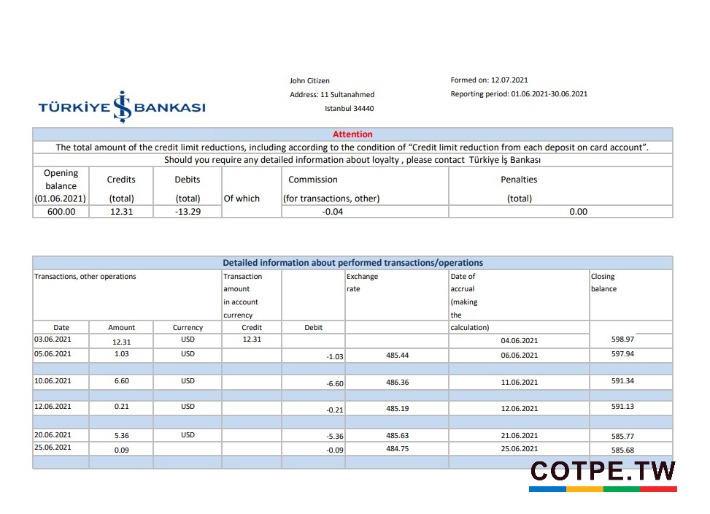 John Citizen
Formed on: 12.07.2021
Address: 11 Sultanahmed
Reporting period: 01.06.2021-30.06.2021
Istanbul 34440
TÜRKİYE İŞ BANKASI
Attention
The total amount of the credit limit reductions, including according to the condition of "Credit limit reduction from each deposit on card account".
Should you require any detailed information about loyalty , please contact Türkiye İş Bankası
Opening balance (01.06.2021) Credits (total) Debits (total) Of which Commission (for transactions, other) Penalties (total)
600.00 12.31 -13.29 -0.04 0.00
Detailed information about performed transactions/operations
Transactions, other operations Transaction amount in account currency Exchange rate Date of accrual (making the calculation) Closing balance
Date Amount Currency Credit Debit
03.06.2021 12.31 USD 12.31 04.06.2021 598.97
05.06.2021 1.03 USD -1.03 485.44 06.06.2021 597.94
10.06.2021 6.60 USD -6.60 486.36 11.06.2021 591.34
12.06.2021 0.21 USD -0.21 485.19 12.06.2021 591.13
20.06.2021 5.36 USD -5.36 485.63 21.06.2021 585.77
25.06.2021 0.09 -0.09 484.75 25.06.2021 585.68
COTPE.TW